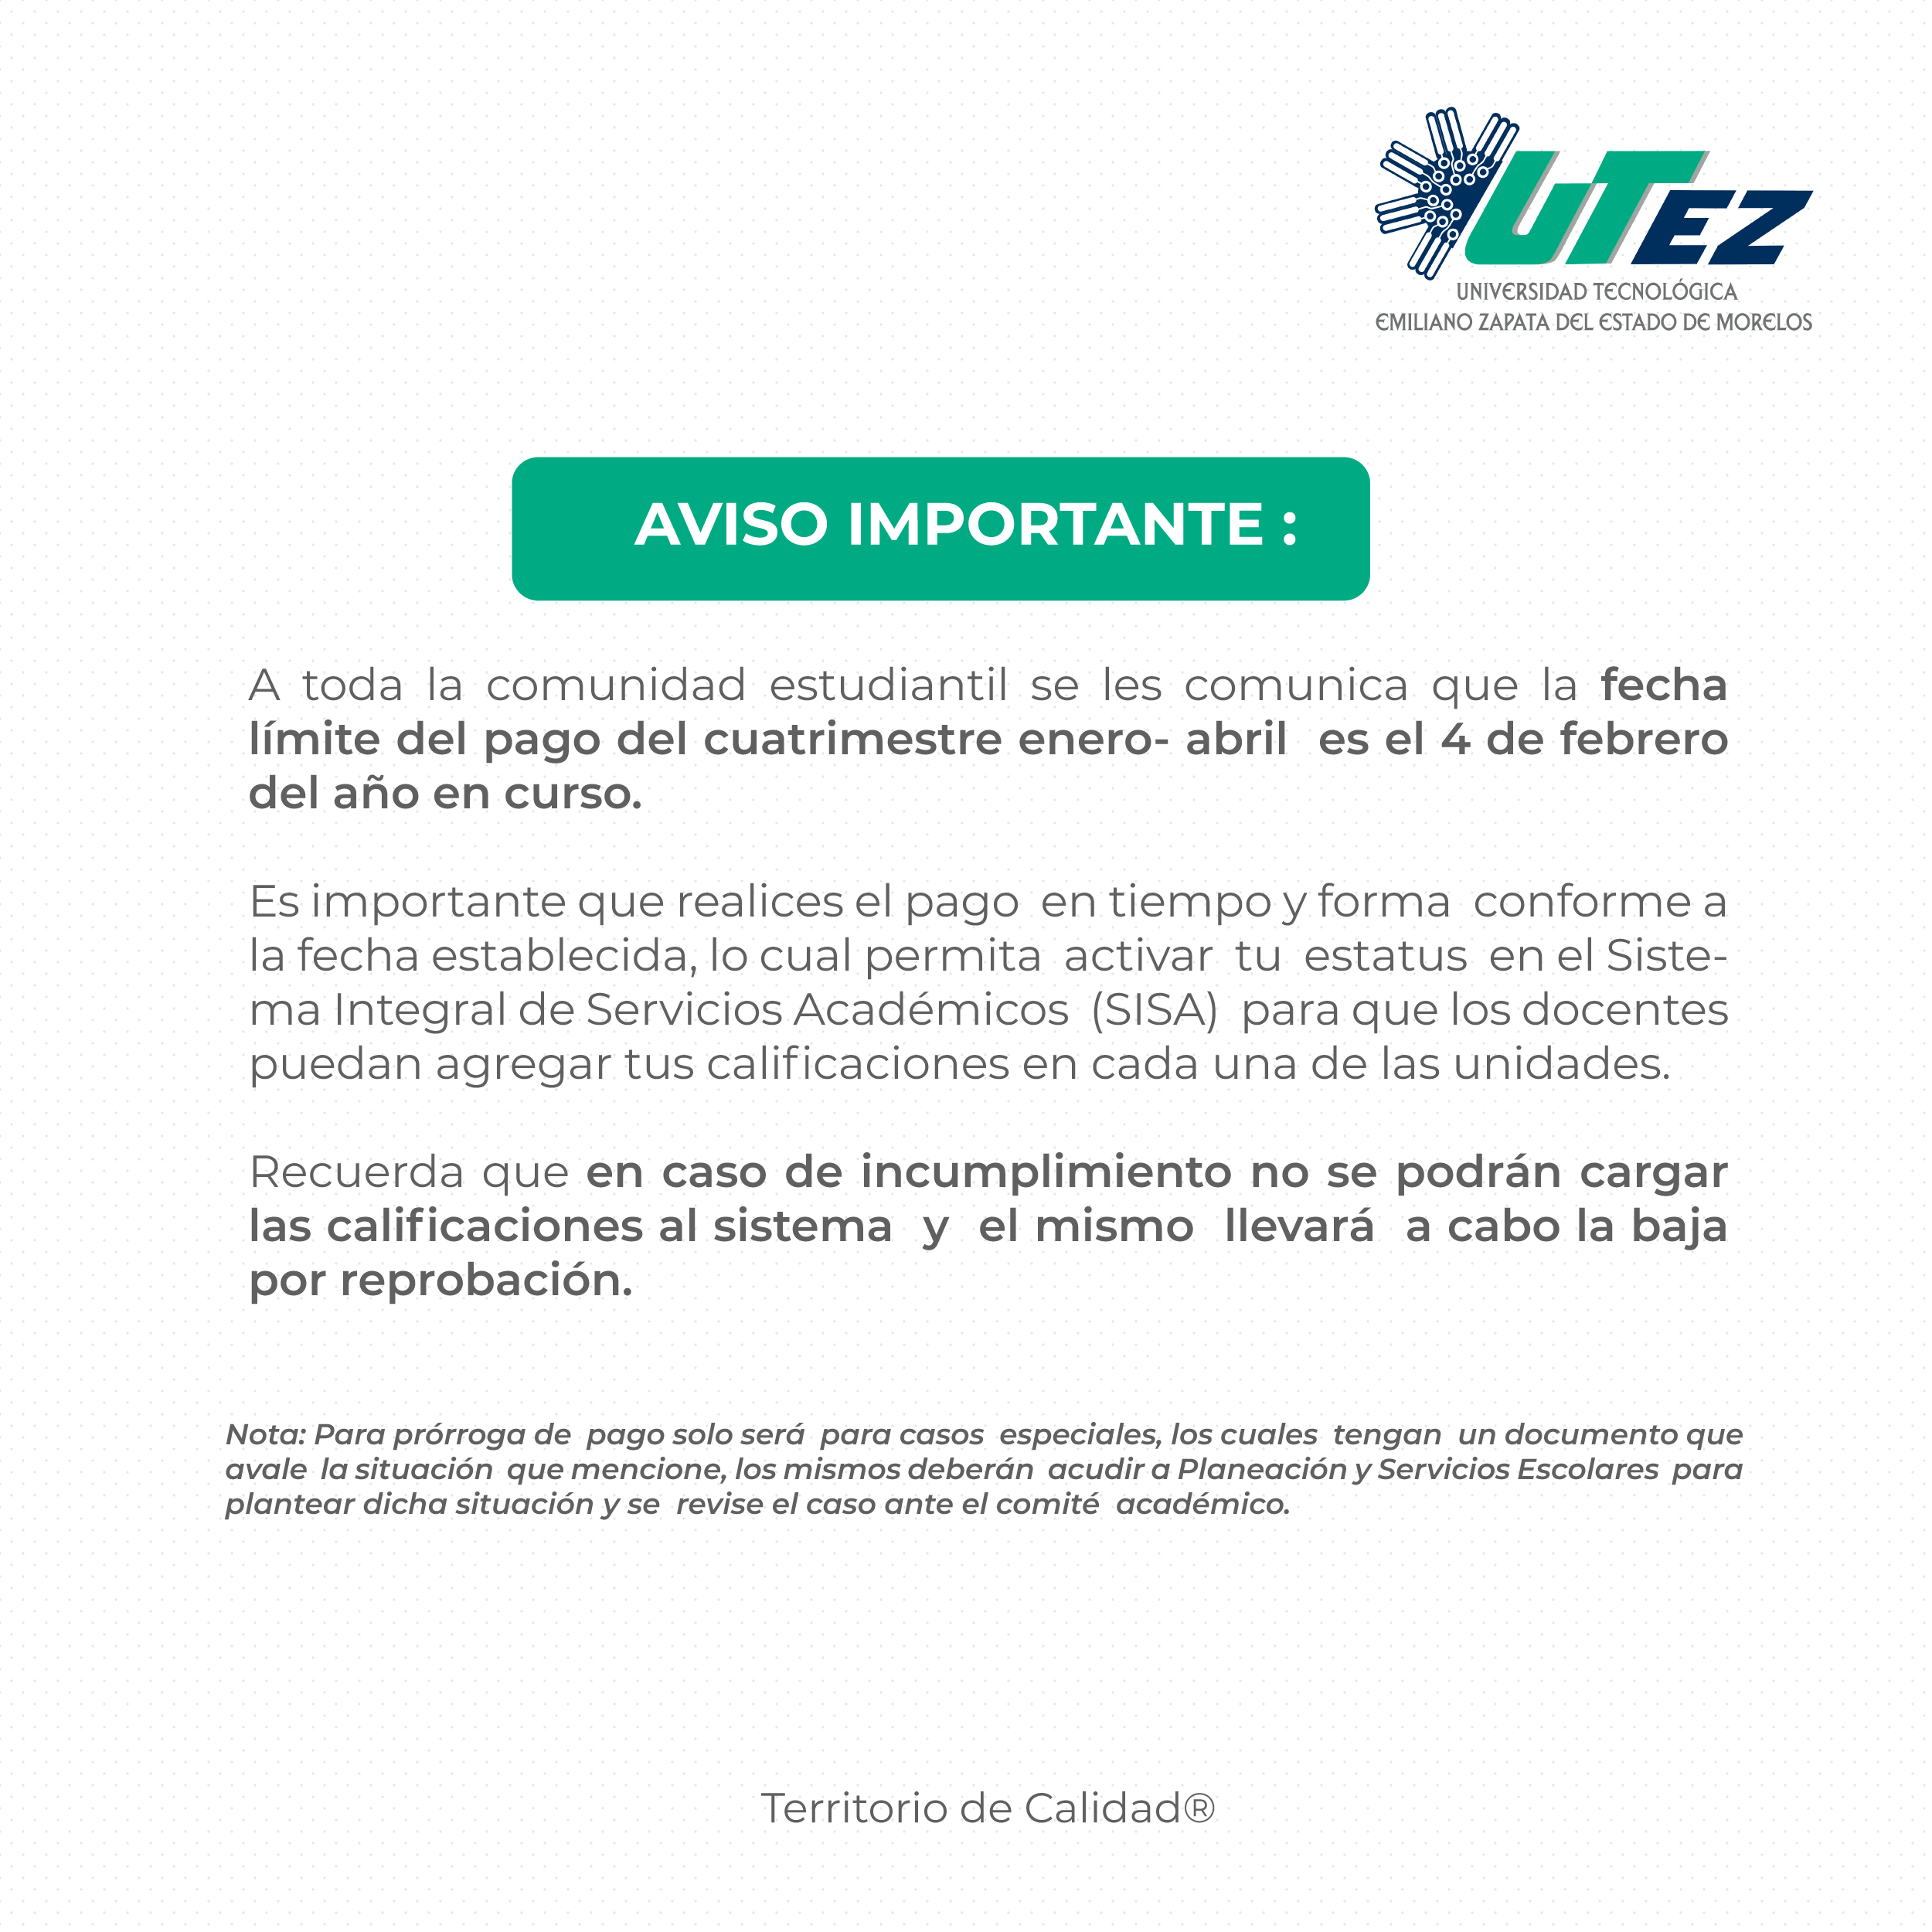 UTEZ
UNIVERSIDAD TECNOLÓGICA
EMILIANO ZAPATA DEL ESTADO DE MORELOS
AVISO IMPORTANTE :
A toda la comunidad estudiantil se les comunica que la fecha
límite del pago del cuatrimestre enero- abril es el 4 de febrero
del año en curso.
Es importante que realices el pago en tiempo y forma conforme a
la fecha establecida, lo cual permita activar tu estatus en el Siste-
ma Integral de Servicios Académicos (SISA) para que los docentes
puedan agregar tus calificaciones en cada una de las unidades.
Recuerda que en caso de incumplimiento no se podrán cargar
las calificaciones al sistema y el mismo llevará a cabo la baja
por reprobación.
Nota: Para prórroga de pago solo será para casos especiales, los cuales tengan un documento que
avale la situación que mencione, los mismos deberán acudir a Planeación y Servicios Escolares para
plantear dicha situación y se revise el caso ante el comité académico.
Territorio de Calidad®